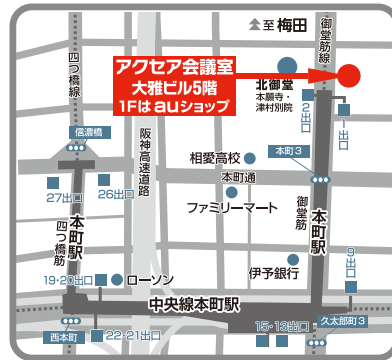 至 梅田
御堂筋線
四つ橋線
アクセア会議室
大雅ビル5階
1Fは auショップ
北御堂
本願寺・
津村別院
2出口
1出口
信濃橋
阪神高速道路
相愛高校
本町3
本町通
27出口
26出口
ファミリーマート
本町駅
四つ橋筋
御堂筋
本町駅
伊予銀行
9出口
19・20出口
ローソン
中央線本町駅
久太郎町3
西本町
22・21出口
15・13出口